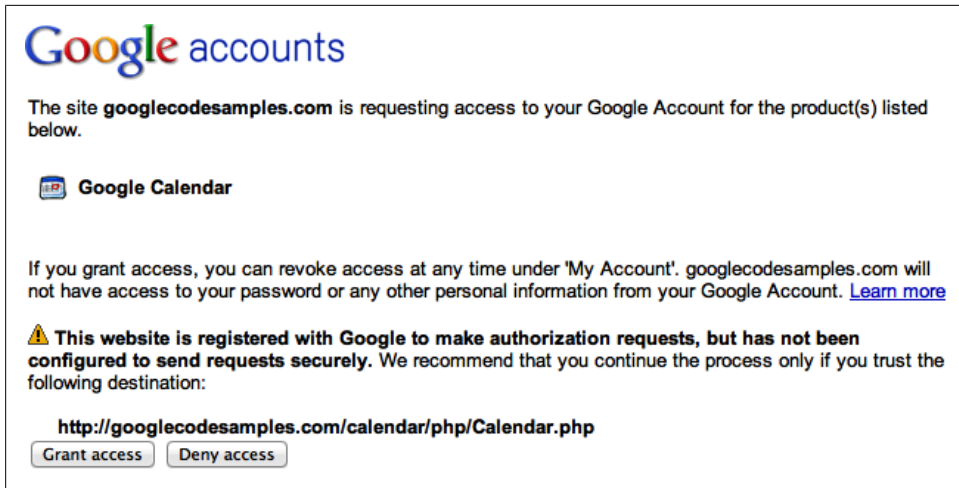 Google accounts
The site googlecodesamples.com is requesting access to your Google Account for the product(s) listed
below.
Google Calendar
If you grant access, you can revoke access at any time under 'My Account'. googlecodesamples.com will
not have access to your password or any other personal information from your Google Account. Learn more
This website is registered with Google to make authorization requests, but has not been
configured to send requests securely. We recommend that you continue the process only if you trust the
following destination:
http://googlecodesamples.com/calendar/php/Calendar.php
Grant access Deny access